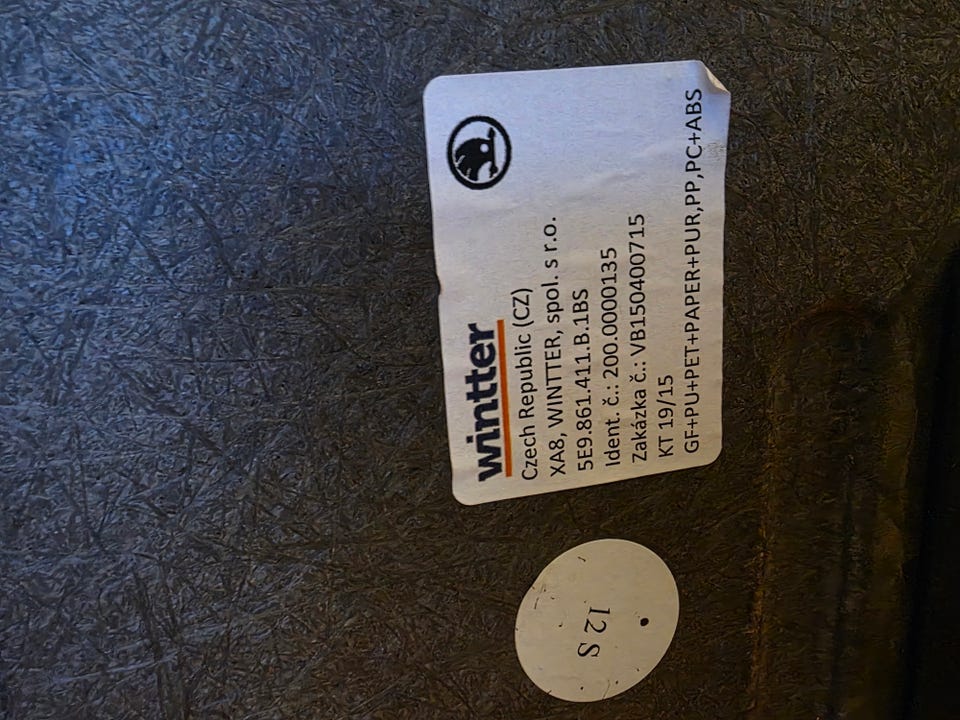 wintter
Czech Republic (CZ)
XA8, WINTTER, spol. s r.o.
5E9.861.411.B.1BS
Ident. č.: 200.0000135
Zakázka č.: VB150400715
KT 19/15
GF+PU+PET+PAPER+PUR,PP,PC+ABS
12S